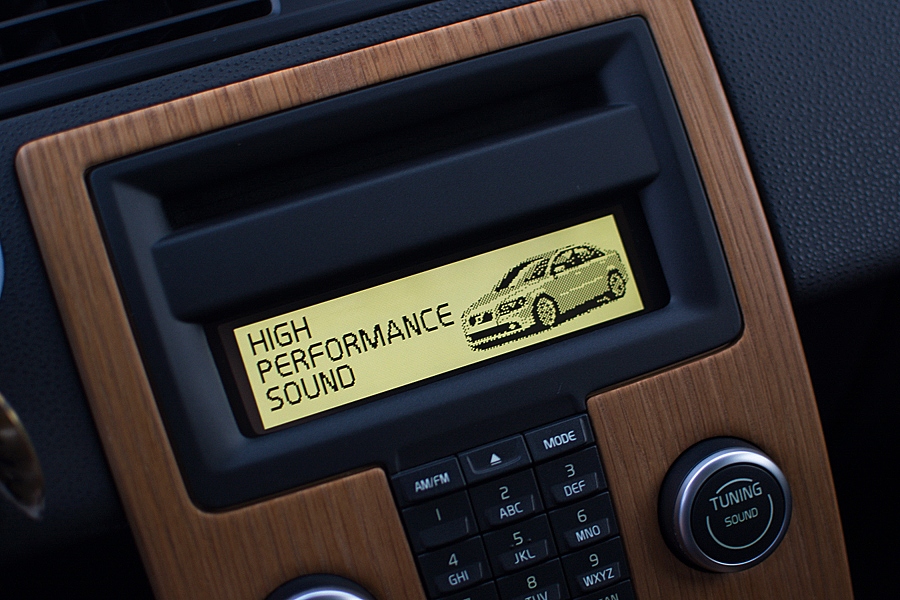 HIGH
PERFORMANCE
SOUND
AM/FM
MODE
1
2
ABC
3
DEF
4
GHI
5
JKL
6
MNO
8
9
WXYZ
TUNING
SOUND